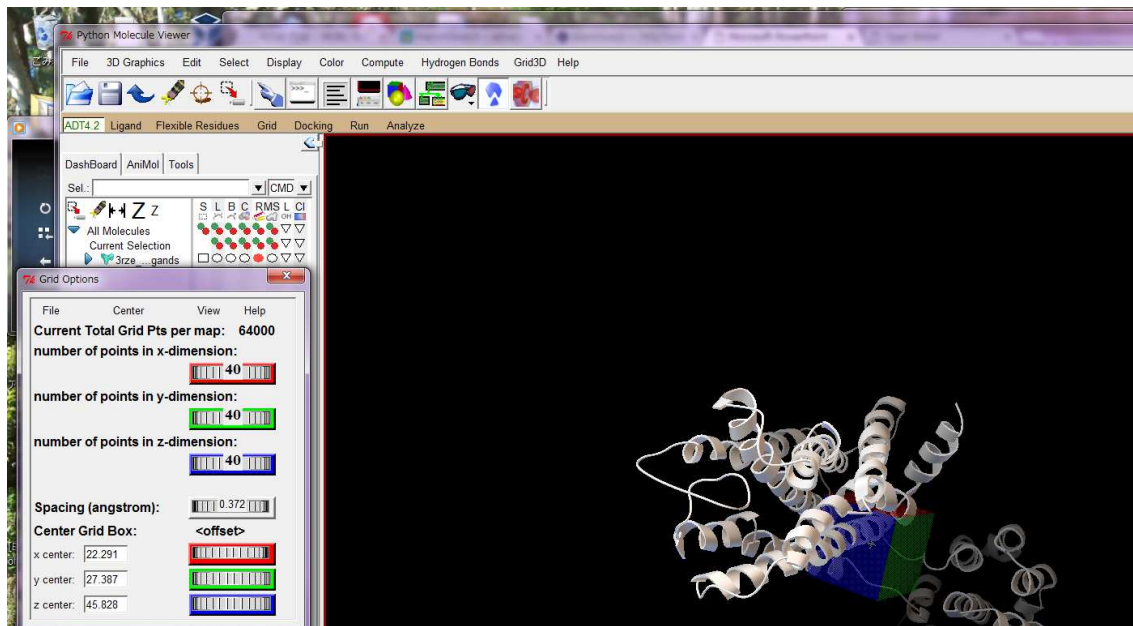 Python Molecule Viewer
File 3D Graphics Edit Select Display Color Compute Hydrogen Bonds Grid3D Help
ADT4.2 Ligand Flexible Residues Grid Docking Run Analyze
DashBoard AniMol Tools
Sel.: CMD
Z Z S L B C RMS L Cl
All Molecules
Current Selection
3rze_...gands
Grid Options
File Center View Help
Current Total Grid Pts per map: 64000
number of points in x-dimension:
40
number of points in y-dimension:
40
number of points in z-dimension:
40
Spacing (angstrom): 0.372
Center Grid Box: <offset>
x center: 22.291
y center: 27.387
z center: 45.828